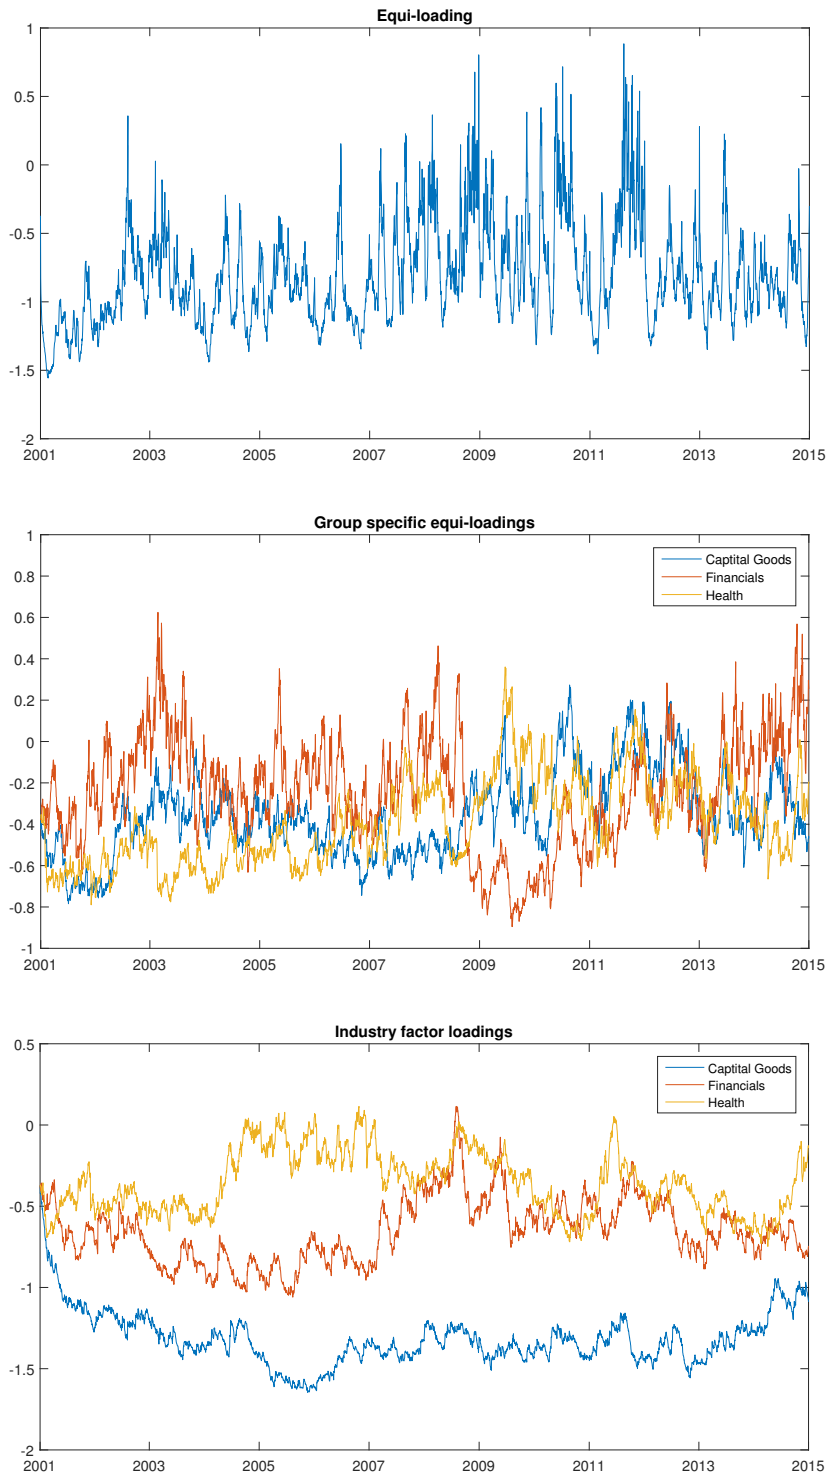 Equi-loading
1
0.5
0
-0.5
-1
-1.5
-2
2001 2003 2005 2007 2009 2011 2013 2015
Group specific equi-loadings
1
0.8
0.6
0.4
0.2
0
-0.2
-0.4
-0.6
-0.8
-1
Captital Goods
Financials
Health
2001 2003 2005 2007 2009 2011 2013 2015
Industry factor loadings
0.5
0
-0.5
-1
-1.5
-2
Captital Goods
Financials
Health
2001 2003 2005 2007 2009 2011 2013 2015